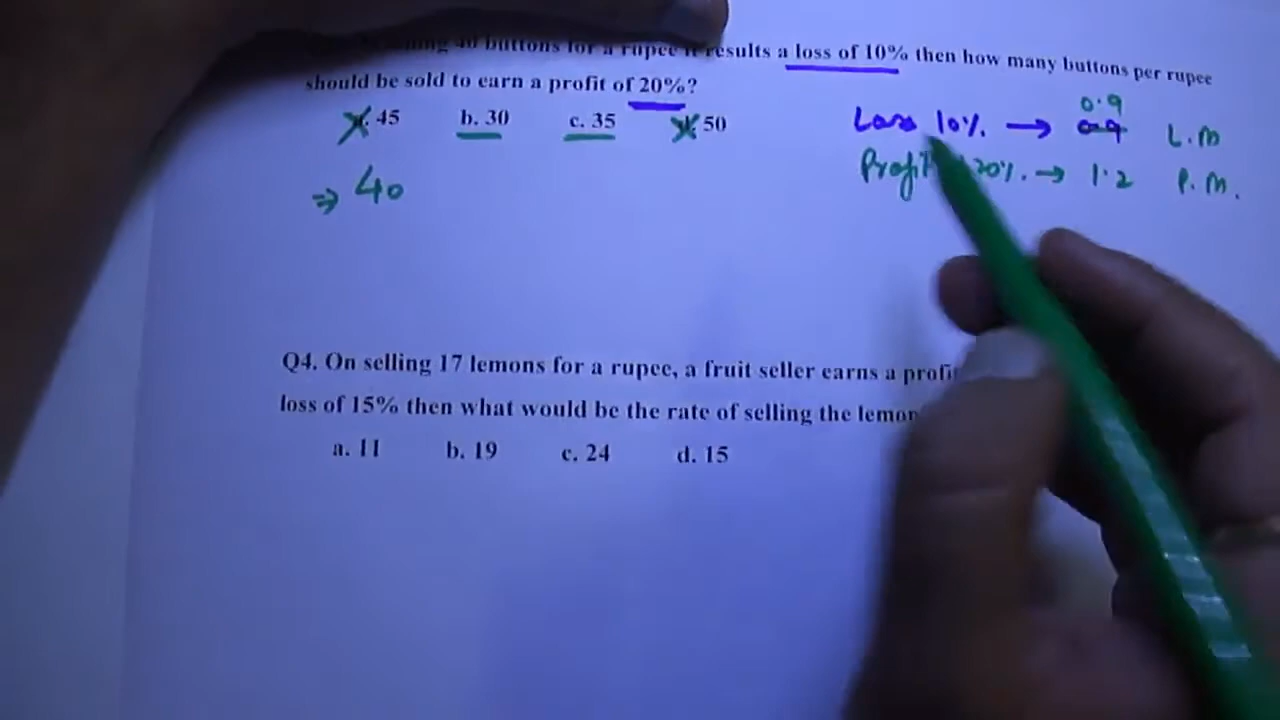 40 buttons for a rupee it results a loss of 10% then how many buttons per rupee
should be sold to earn a profit of 20%?
45 b. 30 c. 35 50
Loss 10% → 0.9 L.M
Profit 20% → 1.2 P.M.
⇒ 40
Q4. On selling 17 lemons for a rupee, a fruit seller earns a profi
loss of 15% then what would be the rate of selling the lemon
a. 11 b. 19 c. 24 d. 15